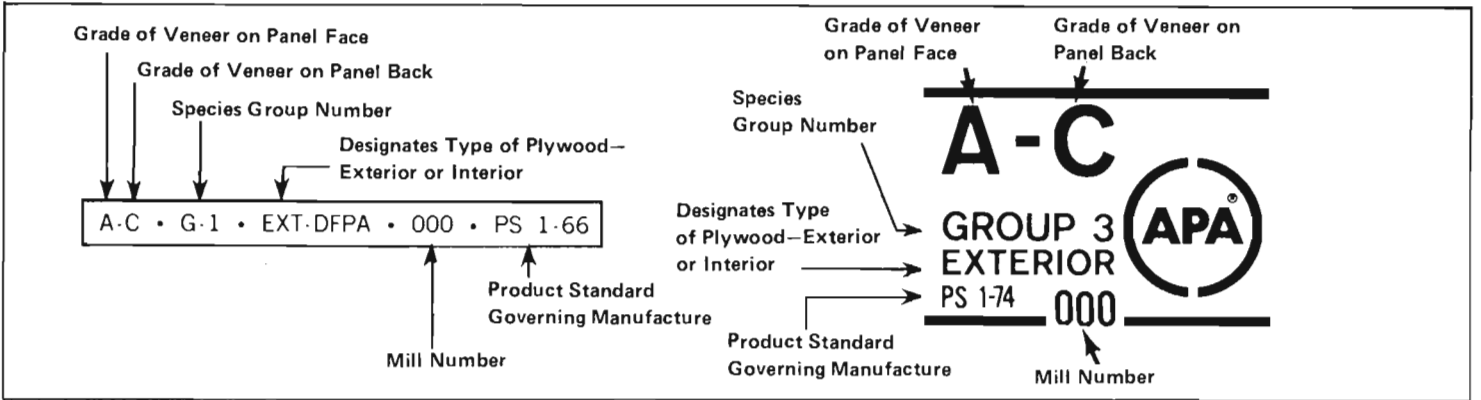 Grade of Veneer on Panel Face
Grade of Veneer on Panel Back
Species Group Number
Designates Type of Plywood—
Exterior or Interior
A-C • G-1 • EXT-DFPA • 000 • PS 1-66
Product Standard
Governing Manufacture
Mill Number
Grade of Veneer
on Panel Face
Grade of Veneer on
Panel Back
Species
Group Number
A-C
Designates Type
of Plywood—Exterior
or Interior
GROUP 3
EXTERIOR
PS 1-74 000
APA®
Product Standard
Governing Manufacture
Mill Number